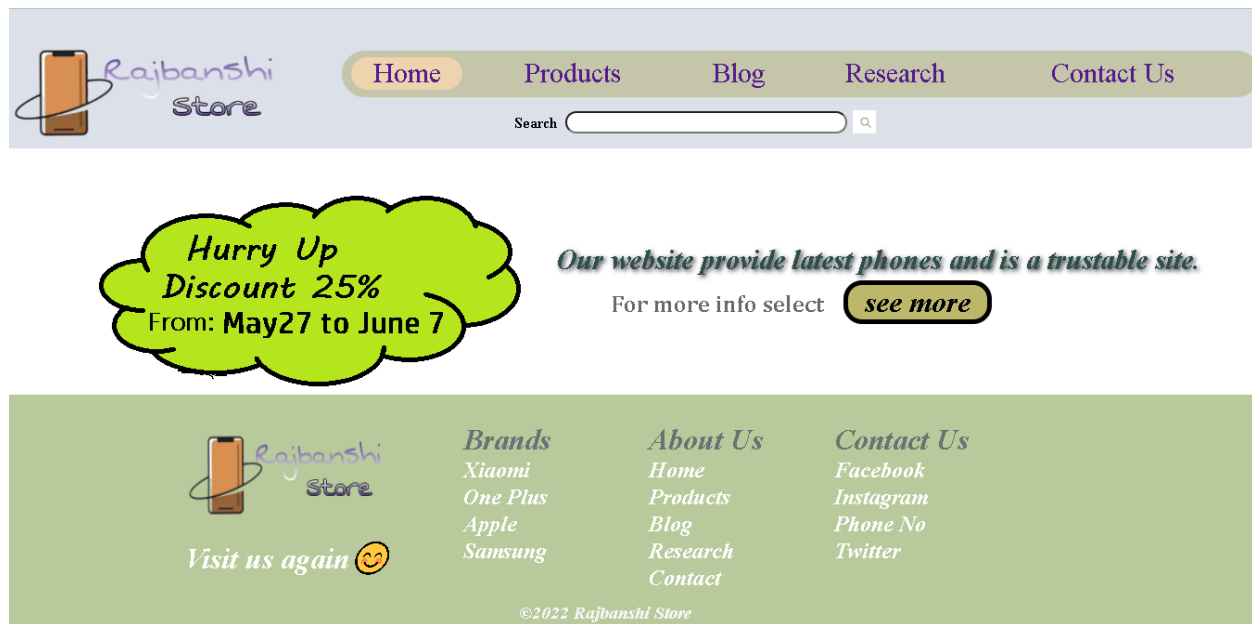 Rajbanshi
Store
Home Products Blog Research Contact Us
Search
Hurry Up
Discount 25%
From: May27 to June 7
Our website provide latest phones and is a trustable site.
For more info select see more
Rajbanshi
Store
Visit us again
Brands
Xiaomi
One Plus
Apple
Samsung
About Us
Home
Products
Blog
Research
Contact
Contact Us
Facebook
Instagram
Phone No
Twitter
©2022 Rajbanshi Store